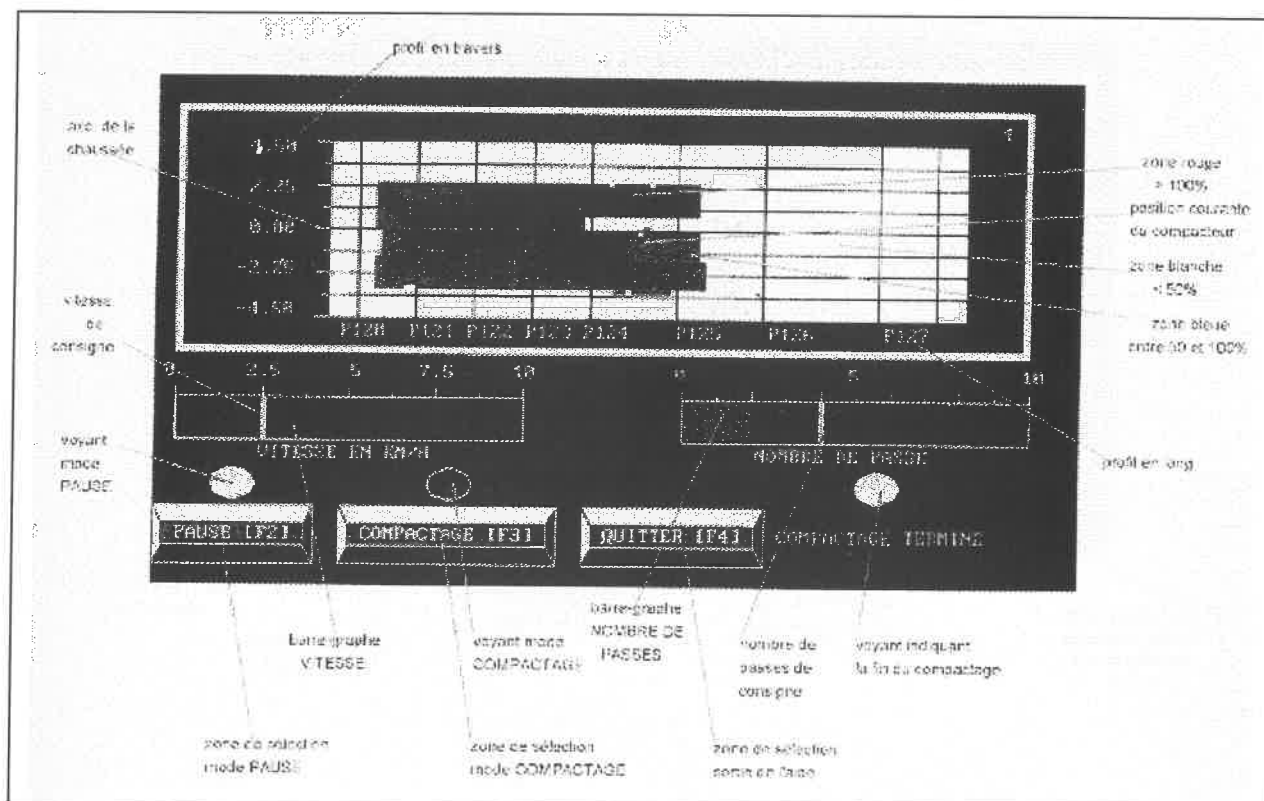 profil en travers
axe de la
chaussée
4.50
2.25
0.00
-4.50
zone rouge
> 100%
position courante
du compacteur
zone blanche
< 50%
zone bleue
entre 50 et 100%
P120 P121 P122 P123 P124 P125 P126 P127
vitesse
de
consigne
0 2.5 5 7.5 10
0 5 10
VITESSE EN KM/H
NOMBRE DE PASSE
profil en long
voyant
mode
PAUSE
PAUSE [F2]
COMPACTAGE [F3]
QUITTER [F4]
COMPACTAGE TERMINE
barre-graphe
VITESSE
voyant mode
COMPACTAGE
barre-graphe
NOMBRE DE
PASSES
nombre de
passes de
consigne
voyant indiquant
la fin du compactage
zone de sélection
mode PAUSE
zone de sélection
mode COMPACTAGE
zone de sélection
sortie de